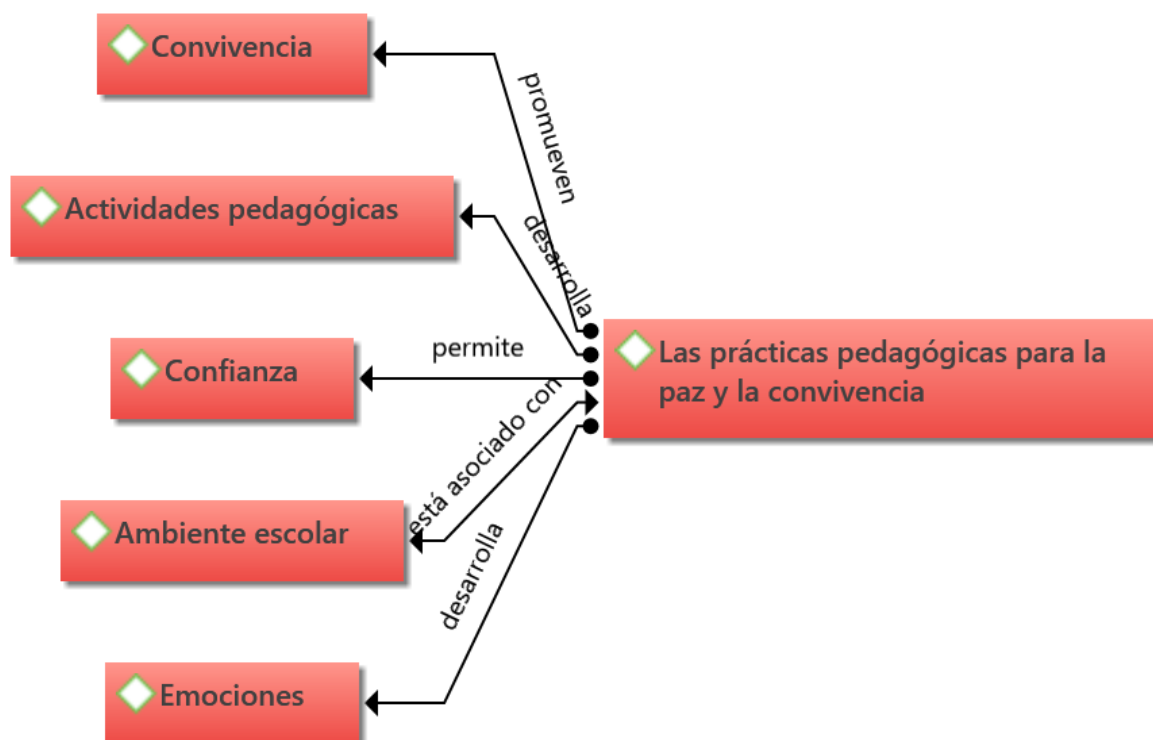 Convivencia
promueven
Actividades pedagógicas
desarrolla
Confianza
permite
Las prácticas pedagógicas para la
paz y la convivencia
está asociado con
Ambiente escolar
desarrolla
Emociones